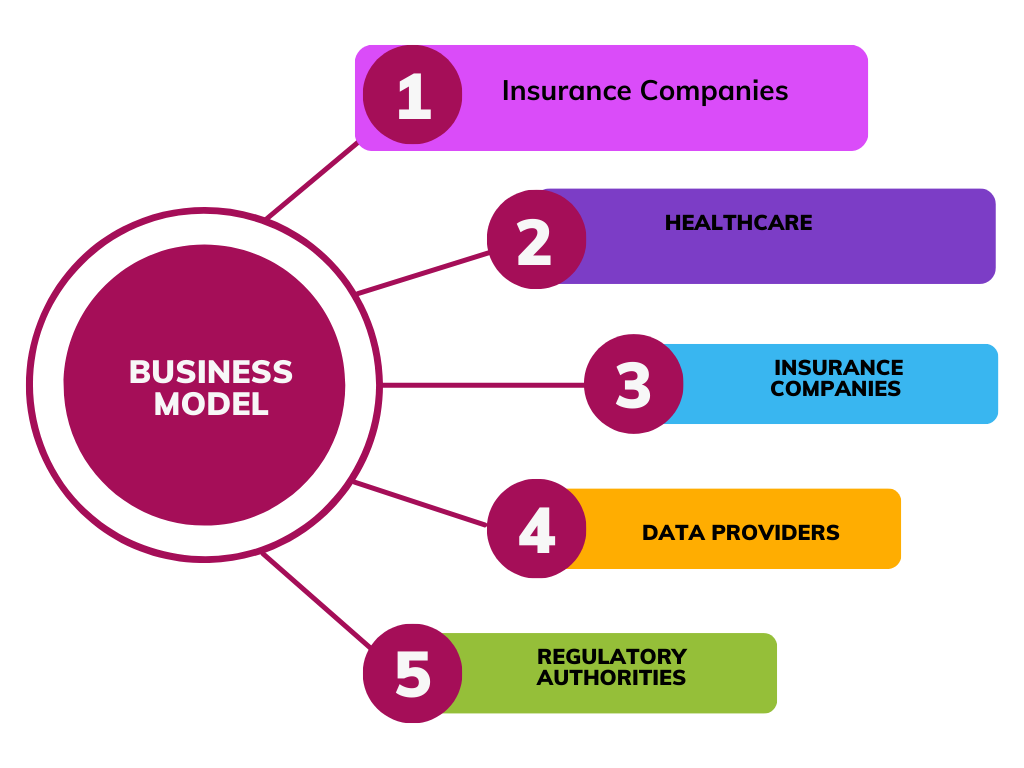 1
Insurance Companies
2
HEALTHCARE
BUSINESS
MODEL
3
INSURANCE
COMPANIES
4
DATA PROVIDERS
5
REGULATORY
AUTHORITIES